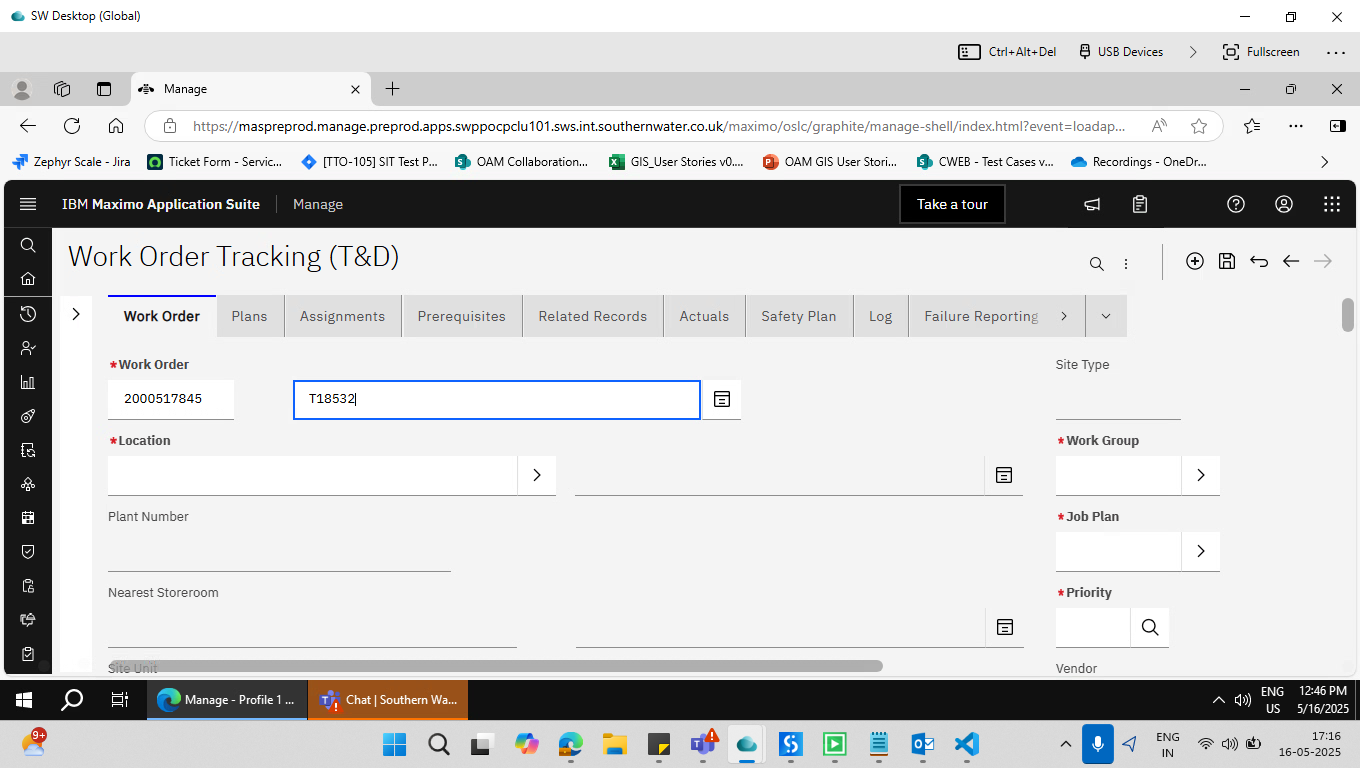 SW Desktop (Global)
Ctrl+Alt+Del
USB Devices
Fullscreen
Manage
https://maspreprod.manage.preprod.apps.swppocpclu101.sws.int.southernwater.co.uk/maximo/oslc/graphite/manage-shell/index.html?event=loadap...
Zephyr Scale - Jira
Ticket Form - Servic...
[TTO-105] SIT Test P...
OAM Collaboration...
GIS_User Stories v0....
OAM GIS User Stori...
CWEB - Test Cases v...
Recordings - OneDr...
IBM Maximo Application Suite
Manage
Take a tour
Work Order Tracking (T&D)
Work Order
Plans
Assignments
Prerequisites
Related Records
Actuals
Safety Plan
Log
Failure Reporting
*Work Order
Site Type
2000517845
T18532
*Location
*Work Group
Plant Number
*Job Plan
Nearest Storeroom
*Priority
Site Unit
Vendor
Manage - Profile 1 ...
Chat | Southern Wa...
ENG
US
12:46 PM
5/16/2025
9+
ENG
IN
17:16
16-05-2025